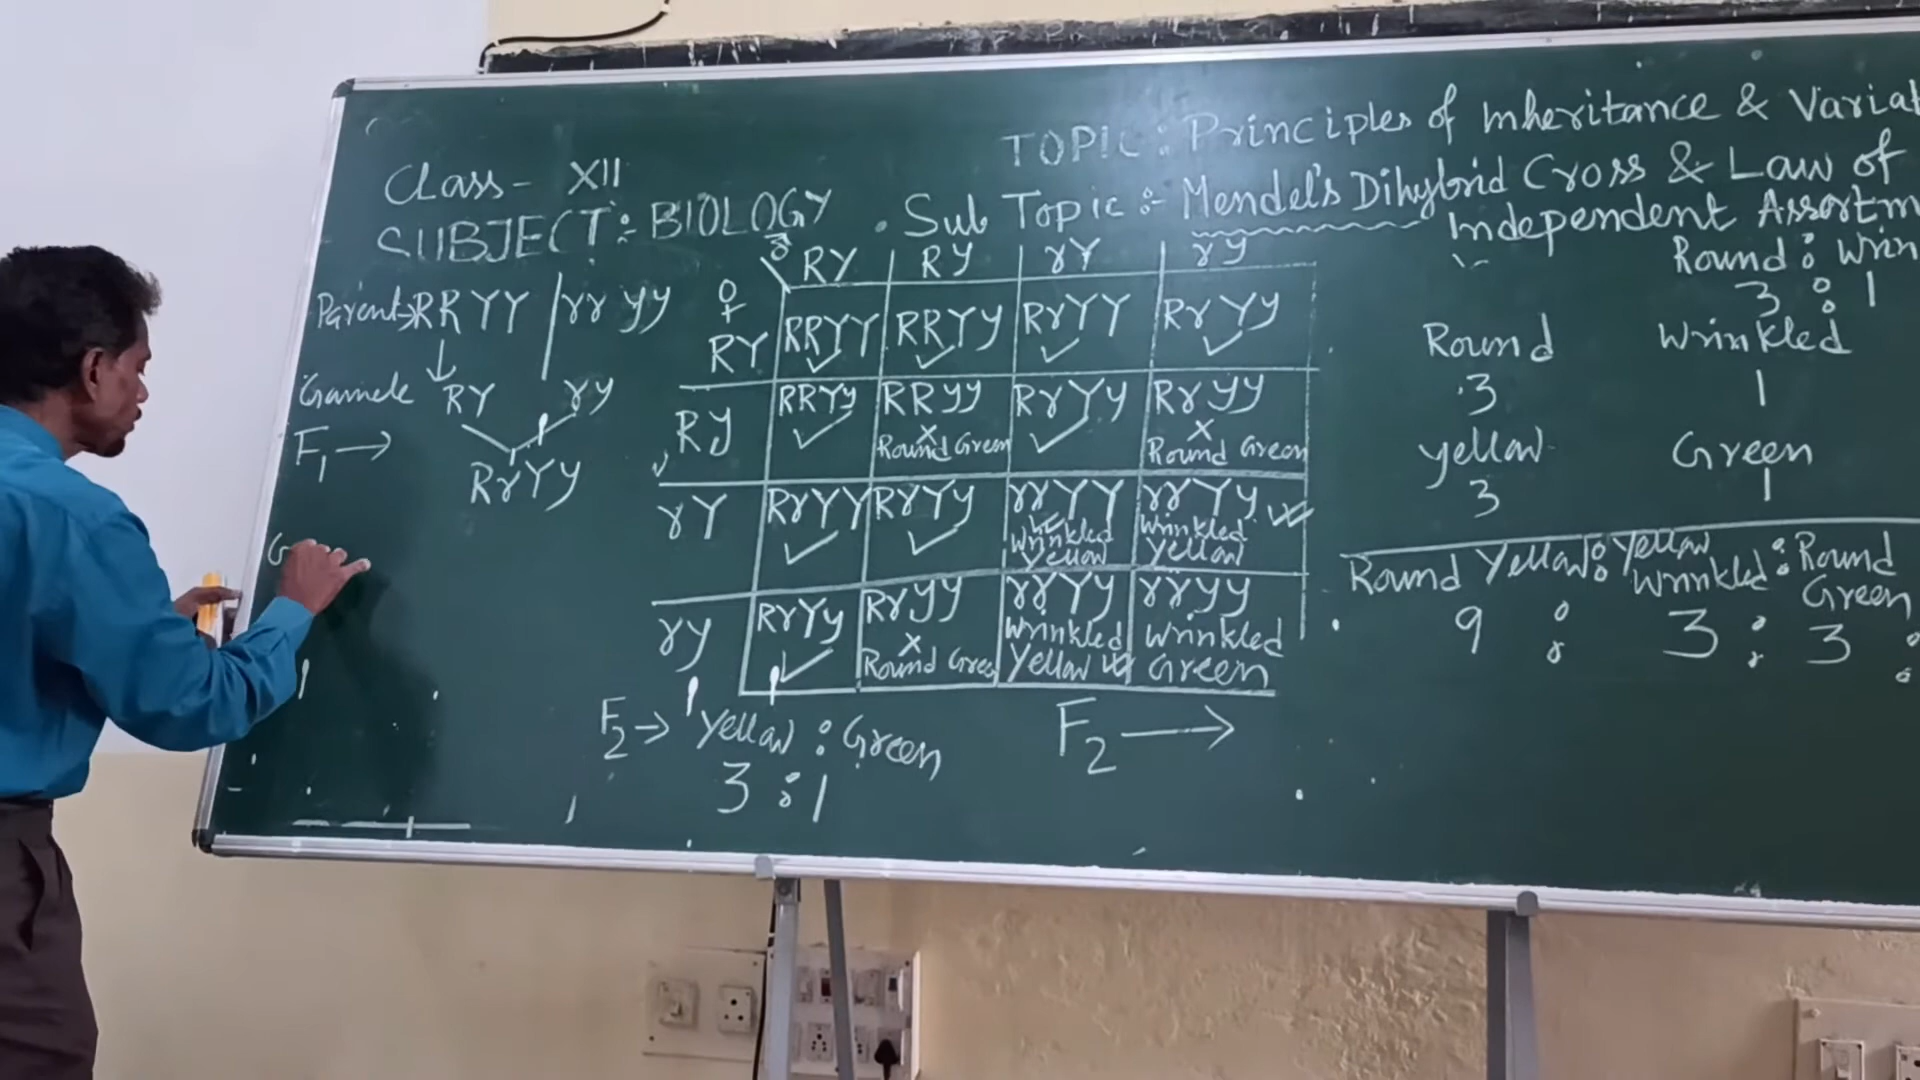 TOPIC: Principles of Inheritance & Variat
Class - XII
SUBJECT: BIOLOGY. Sub Topic:- Mendel's Dihybrid Cross & Law of
Independent Assortm
Parent → RRYY | rr yy
↓
Gamete RY ry
F1 → RrYy
G
♂ RY Ry rY ry
♀
RY RRYY ✓ RRYy ✓ RrYY ✓ RrYy ✓
Ry RRYy ✓ RRyy × Round Green RrYy ✓ Rryy × Round Green
rY RrYY ✓ RrYy ✓ rrYY Wrinkled Yellow rrYy Wrinkled Yellow
ry RrYy ✓ Rryy × Round Gree rrYy Wrinkled Yellow rryy Wrinkled Green
F2 → Yellow : Green
3 : 1
F2 →
Round : Wrin
3 : 1
Round Wrinkled
3 1
Yellow Green
3 1
Round Yellow : Yellow Wrinkled : Round Green
9 : 3 : 3 :